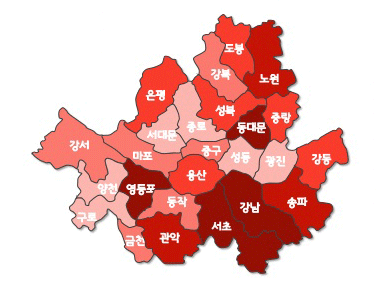 도봉
강북
노원
은평
성북
중랑
종로
동대문
서대문
강서
마포
중구
성동
광진
강동
용산
양천
영등포
동작
강남
송파
구로
서초
금천
관악